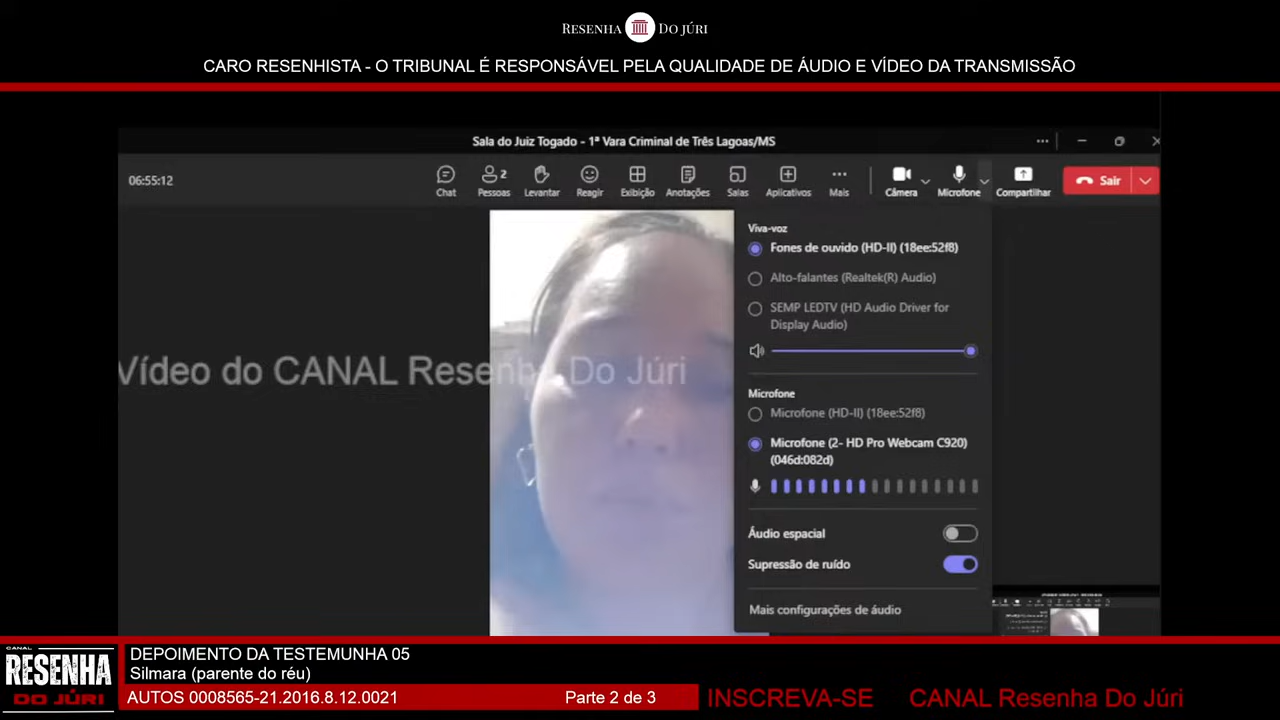 RESENHA DO JÚRI
CARO RESENHISTA - O TRIBUNAL É RESPONSÁVEL PELA QUALIDADE DE ÁUDIO E VÍDEO DA TRANSMISSÃO
Sala do Juiz Togado - 1ª Vara Criminal de Três Lagoas/MS
06:55:12
2
Chat Pessoas Levantar Reagir Exibição Anotações Salas Aplicativos Mais Câmera Microfone Compartilhar Sair
Viva-voz
Fones de ouvido (HD-II) (18ee:52f8)
Alto-falantes (Realtek(R) Audio)
SEMP LEDTV (HD Audio Driver for
Display Audio)
Vídeo do CANAL Resenha Do Júri
Microfone
Microfone (HD-II) (18ee:52f8)
Microfone (2- HD Pro Webcam C920)
(046d:082d)
Áudio espacial
Supressão de ruído
Mais configurações de áudio
CANAL
RESENHA
DO JÚRI
DEPOIMENTO DA TESTEMUNHA 05
Silmara (parente do réu)
AUTOS 0008565-21.2016.8.12.0021
Parte 2 de 3
INSCREVA-SE
CANAL Resenha Do Júri